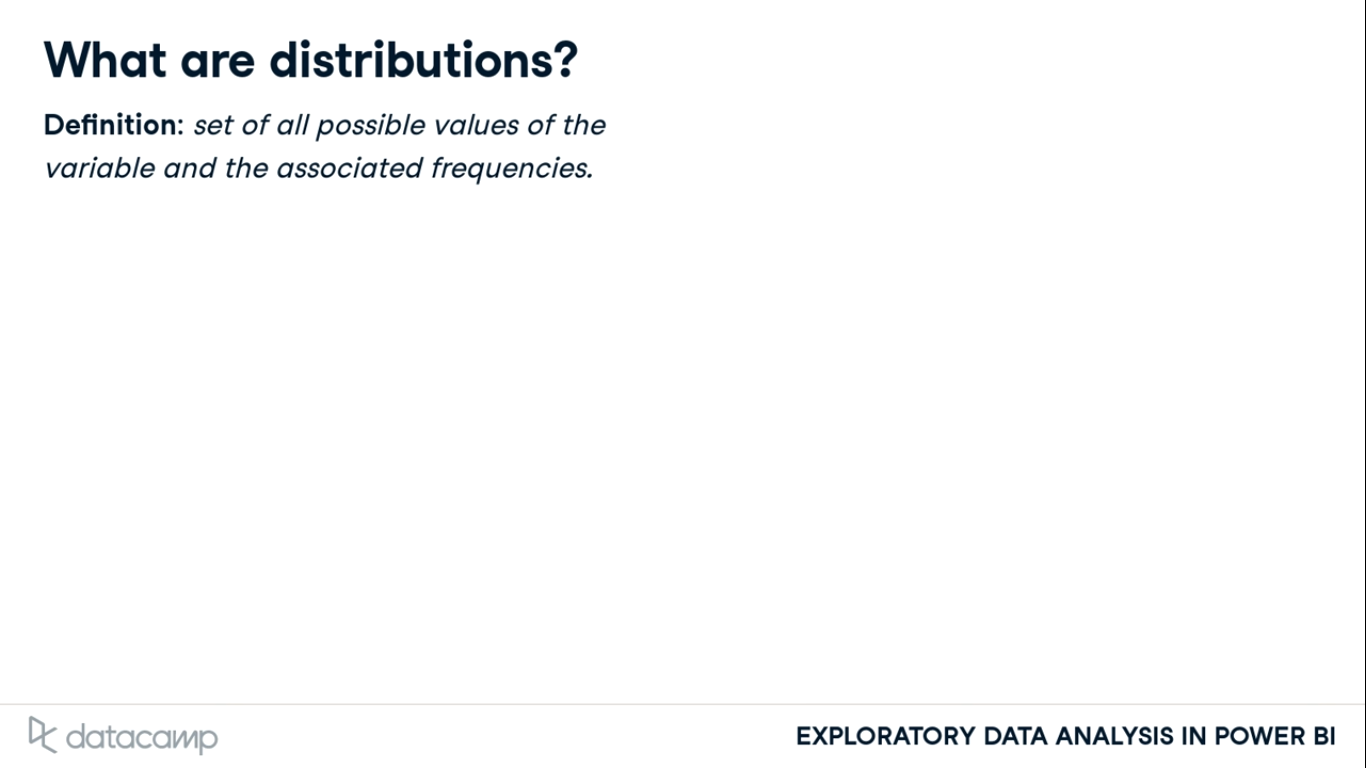 What are distributions?
Definition: set of all possible values of the
variable and the associated frequencies.
datacamp
EXPLORATORY DATA ANALYSIS IN POWER BI